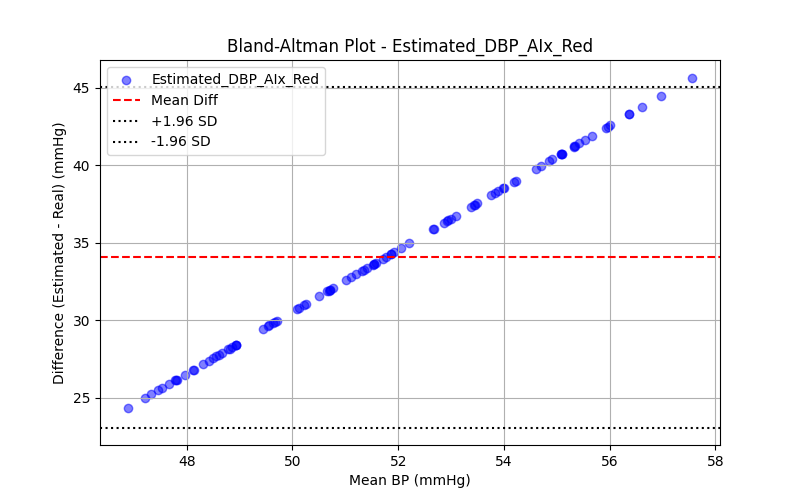 Bland-Altman Plot - Estimated_DBP_AIx_Red
Estimated_DBP_AIx_Red
Mean Diff
+1.96 SD
-1.96 SD
Difference (Estimated - Real) (mmHg)
45
40
35
30
25
48 50 52 54 56 58
Mean BP (mmHg)